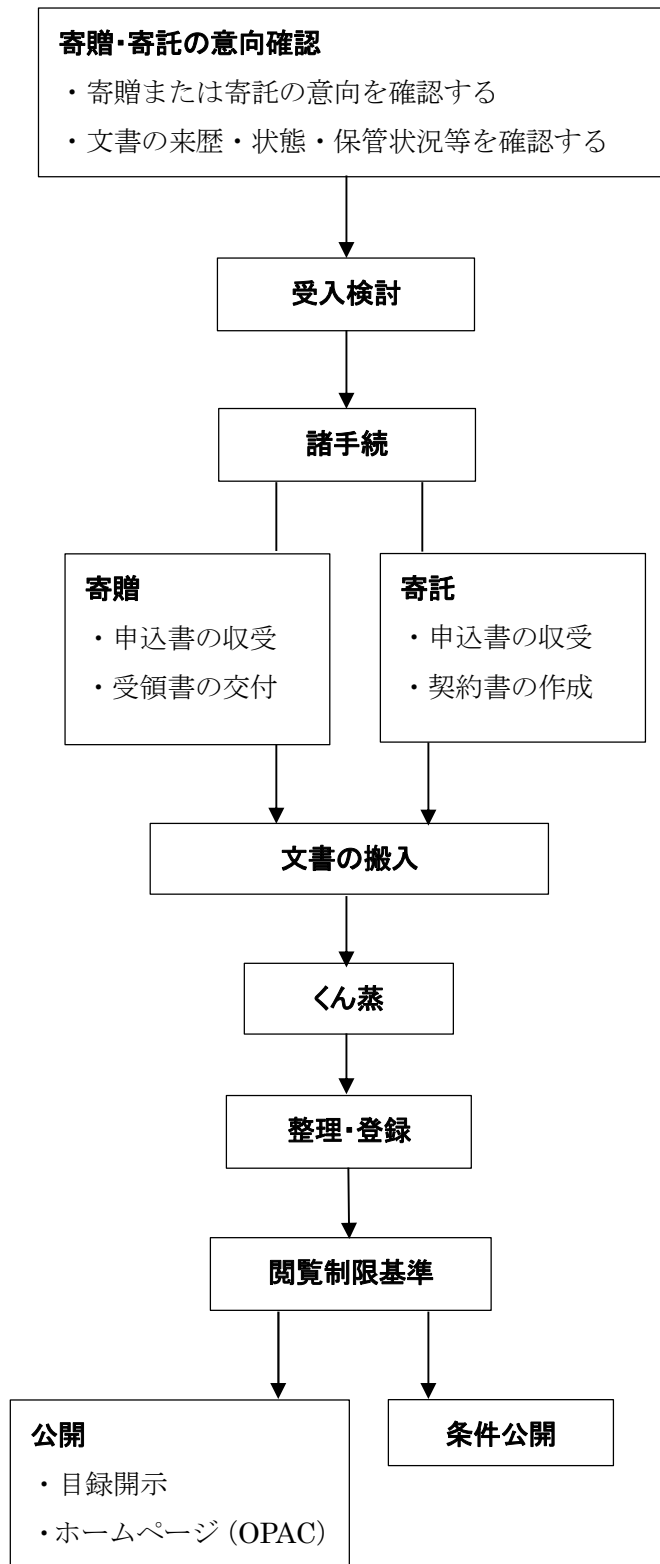 寄贈・寄託の意向確認
・寄贈または寄託の意向を確認する
・文書の来歴・状態・保管状況等を確認する
受入検討
諸手続
寄贈
・申込書の収受
・受領書の交付
寄託
・申込書の収受
・契約書の作成
文書の搬入
くん蒸
整理・登録
閲覧制限基準
公開
・目録開示
・ホームページ（OPAC）
条件公開